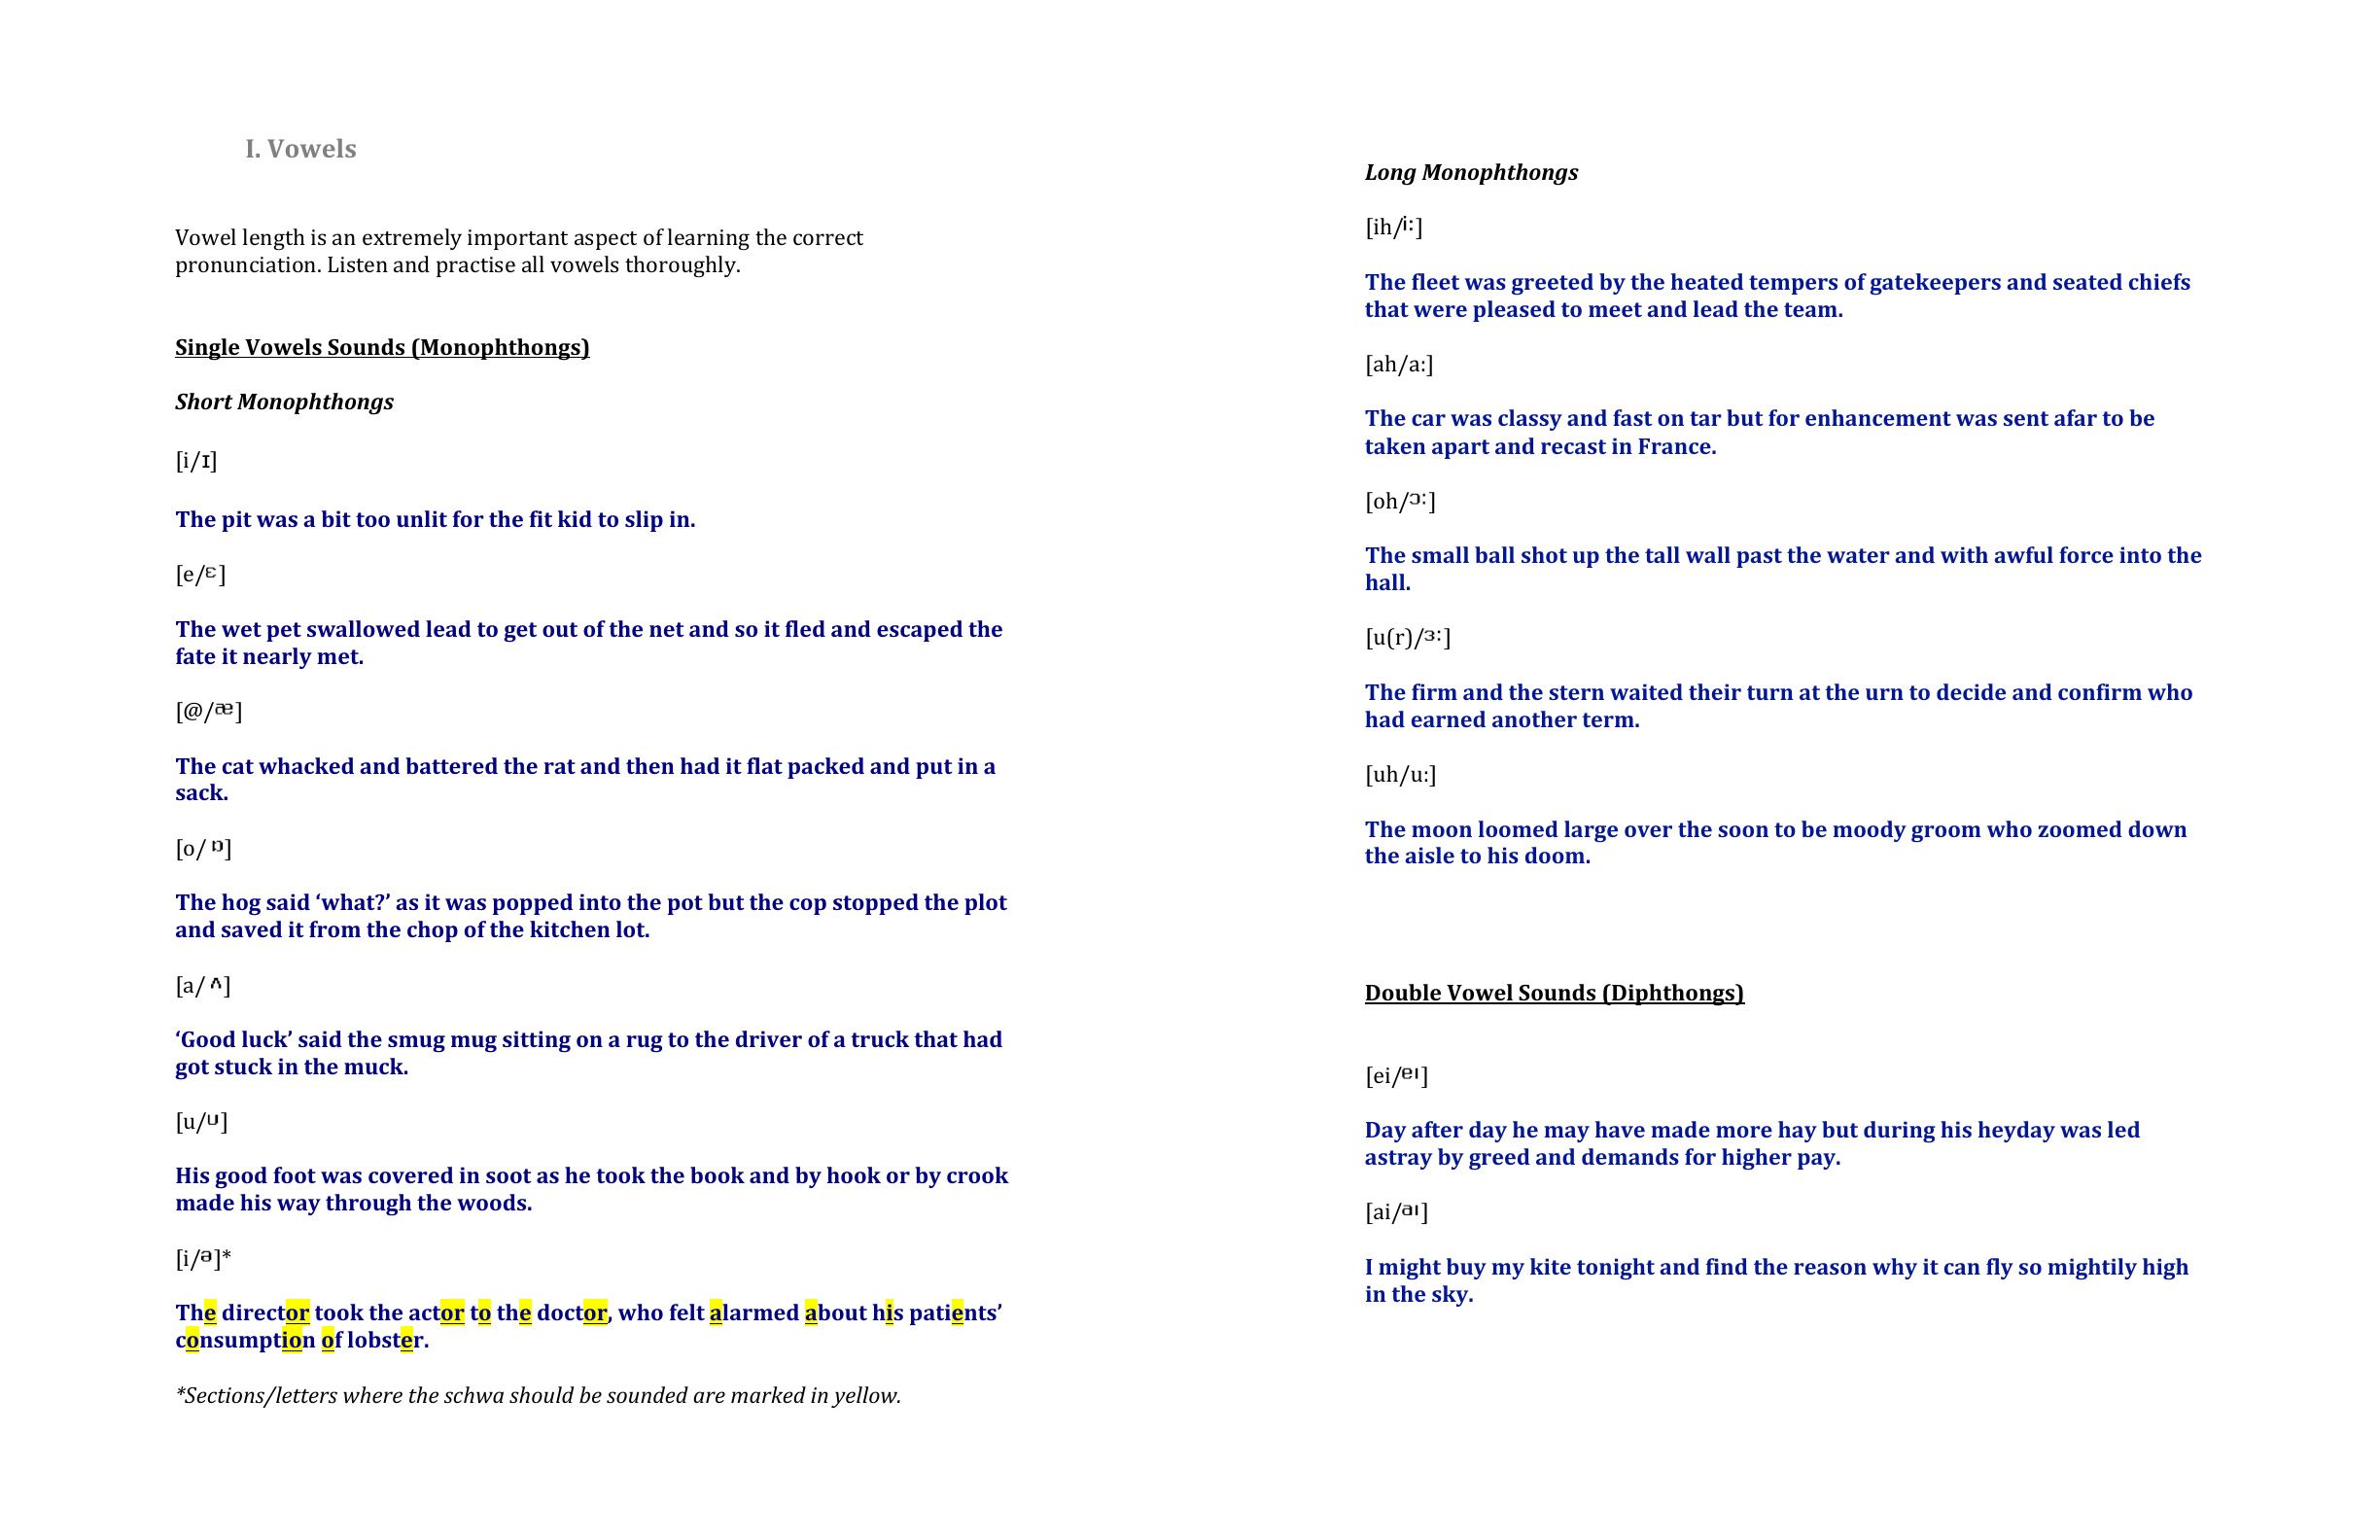 I. Vowels
Vowel length is an extremely important aspect of learning the correct
pronunciation. Listen and practise all vowels thoroughly.
Single Vowels Sounds (Monophthongs)
Short Monophthongs
[i/ɪ]
The pit was a bit too unlit for the fit kid to slip in.
[e/ɛ]
The wet pet swallowed lead to get out of the net and so it fled and escaped the
fate it nearly met.
[@/æ]
The cat whacked and battered the rat and then had it flat packed and put in a
sack.
[o/ ɒ]
The hog said ‘what?’ as it was popped into the pot but the cop stopped the plot
and saved it from the chop of the kitchen lot.
[a/ ʌ]
‘Good luck’ said the smug mug sitting on a rug to the driver of a truck that had
got stuck in the muck.
[u/ʊ]
His good foot was covered in soot as he took the book and by hook or by crook
made his way through the woods.
[i/ə]*
The director took the actor to the doctor, who felt alarmed about his patients’
consumption of lobster.
*Sections/letters where the schwa should be sounded are marked in yellow.
Long Monophthongs
[ih/i:]
The fleet was greeted by the heated tempers of gatekeepers and seated chiefs
that were pleased to meet and lead the team.
[ah/a:]
The car was classy and fast on tar but for enhancement was sent afar to be
taken apart and recast in France.
[oh/ɔ:]
The small ball shot up the tall wall past the water and with awful force into the
hall.
[u(r)/ɜ:]
The firm and the stern waited their turn at the urn to decide and confirm who
had earned another term.
[uh/u:]
The moon loomed large over the soon to be moody groom who zoomed down
the aisle to his doom.
Double Vowel Sounds (Diphthongs)
[ei/eɪ]
Day after day he may have made more hay but during his heyday was led
astray by greed and demands for higher pay.
[ai/aɪ]
I might buy my kite tonight and find the reason why it can fly so mightily high
in the sky.